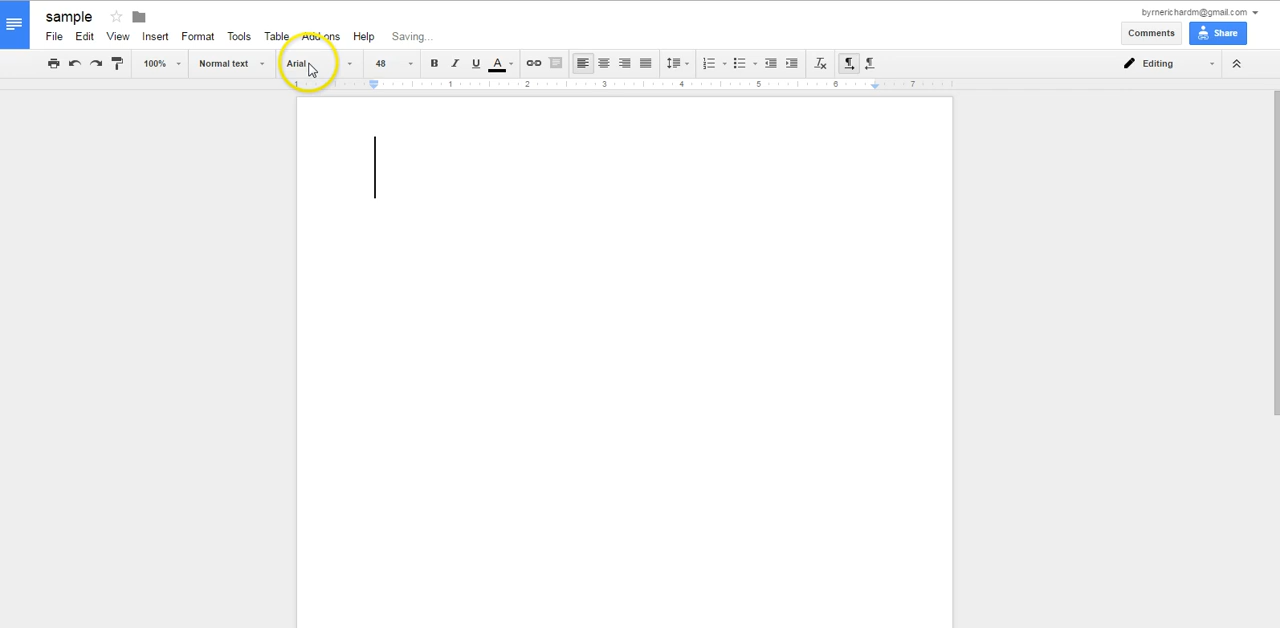 sample
byrnerichardm@gmail.com
File Edit View Insert Format Tools Table Add-ons Help Saving...
Comments Share
100% Normal text Arial 48 B I U A Editing
1 1 2 3 4 5 6 7